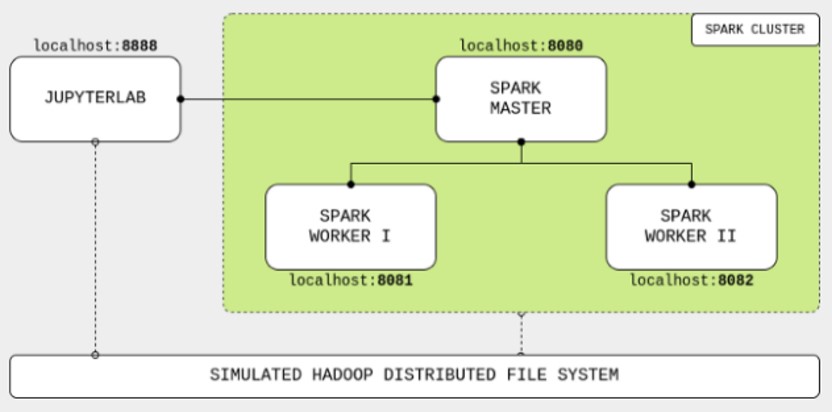 SPARK CLUSTER
localhost:8888
localhost:8080
JUPYTERLAB
SPARK
MASTER
SPARK
WORKER I
SPARK
WORKER II
localhost:8081
localhost:8082
SIMULATED HADOOP DISTRIBUTED FILE SYSTEM